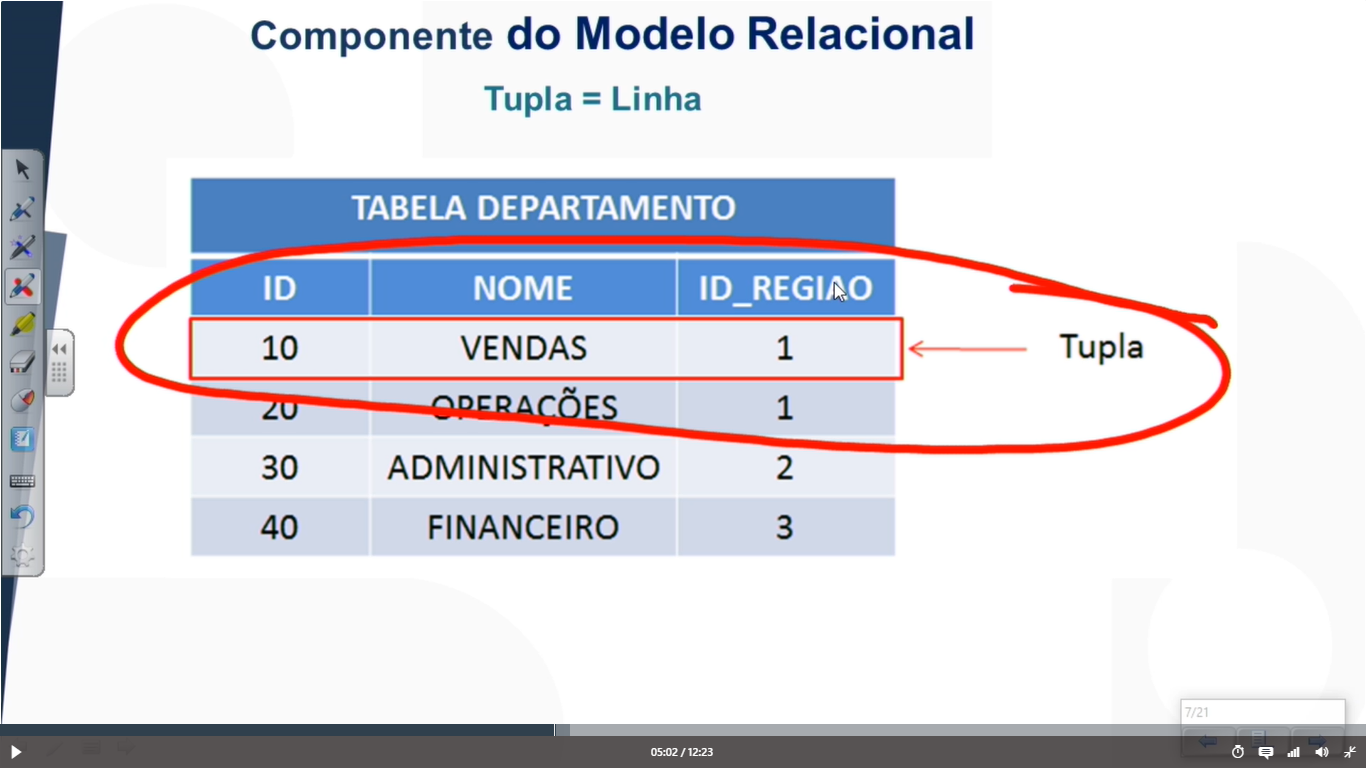 Componente do Modelo Relacional
Tupla = Linha
TABELA DEPARTAMENTO
ID NOME ID_REGIAO
10 VENDAS 1
Tupla
20 OPERAÇÕES 1
30 ADMINISTRATIVO 2
40 FINANCEIRO 3
7/21
05:02 / 12:23